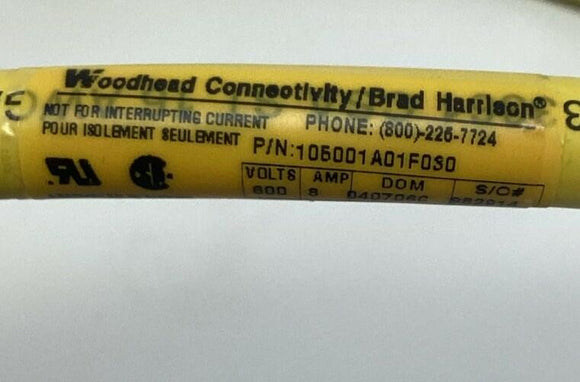 Woodhead Connectivity/Brad Harrison®
NOT FOR INTERRUPTING CURRENT PHONE: (800)-225-7724
POUR ISOLEMENT SEULEMENT P/N:105001A01F030
VOLTS AMP DOM S/O#
600 8